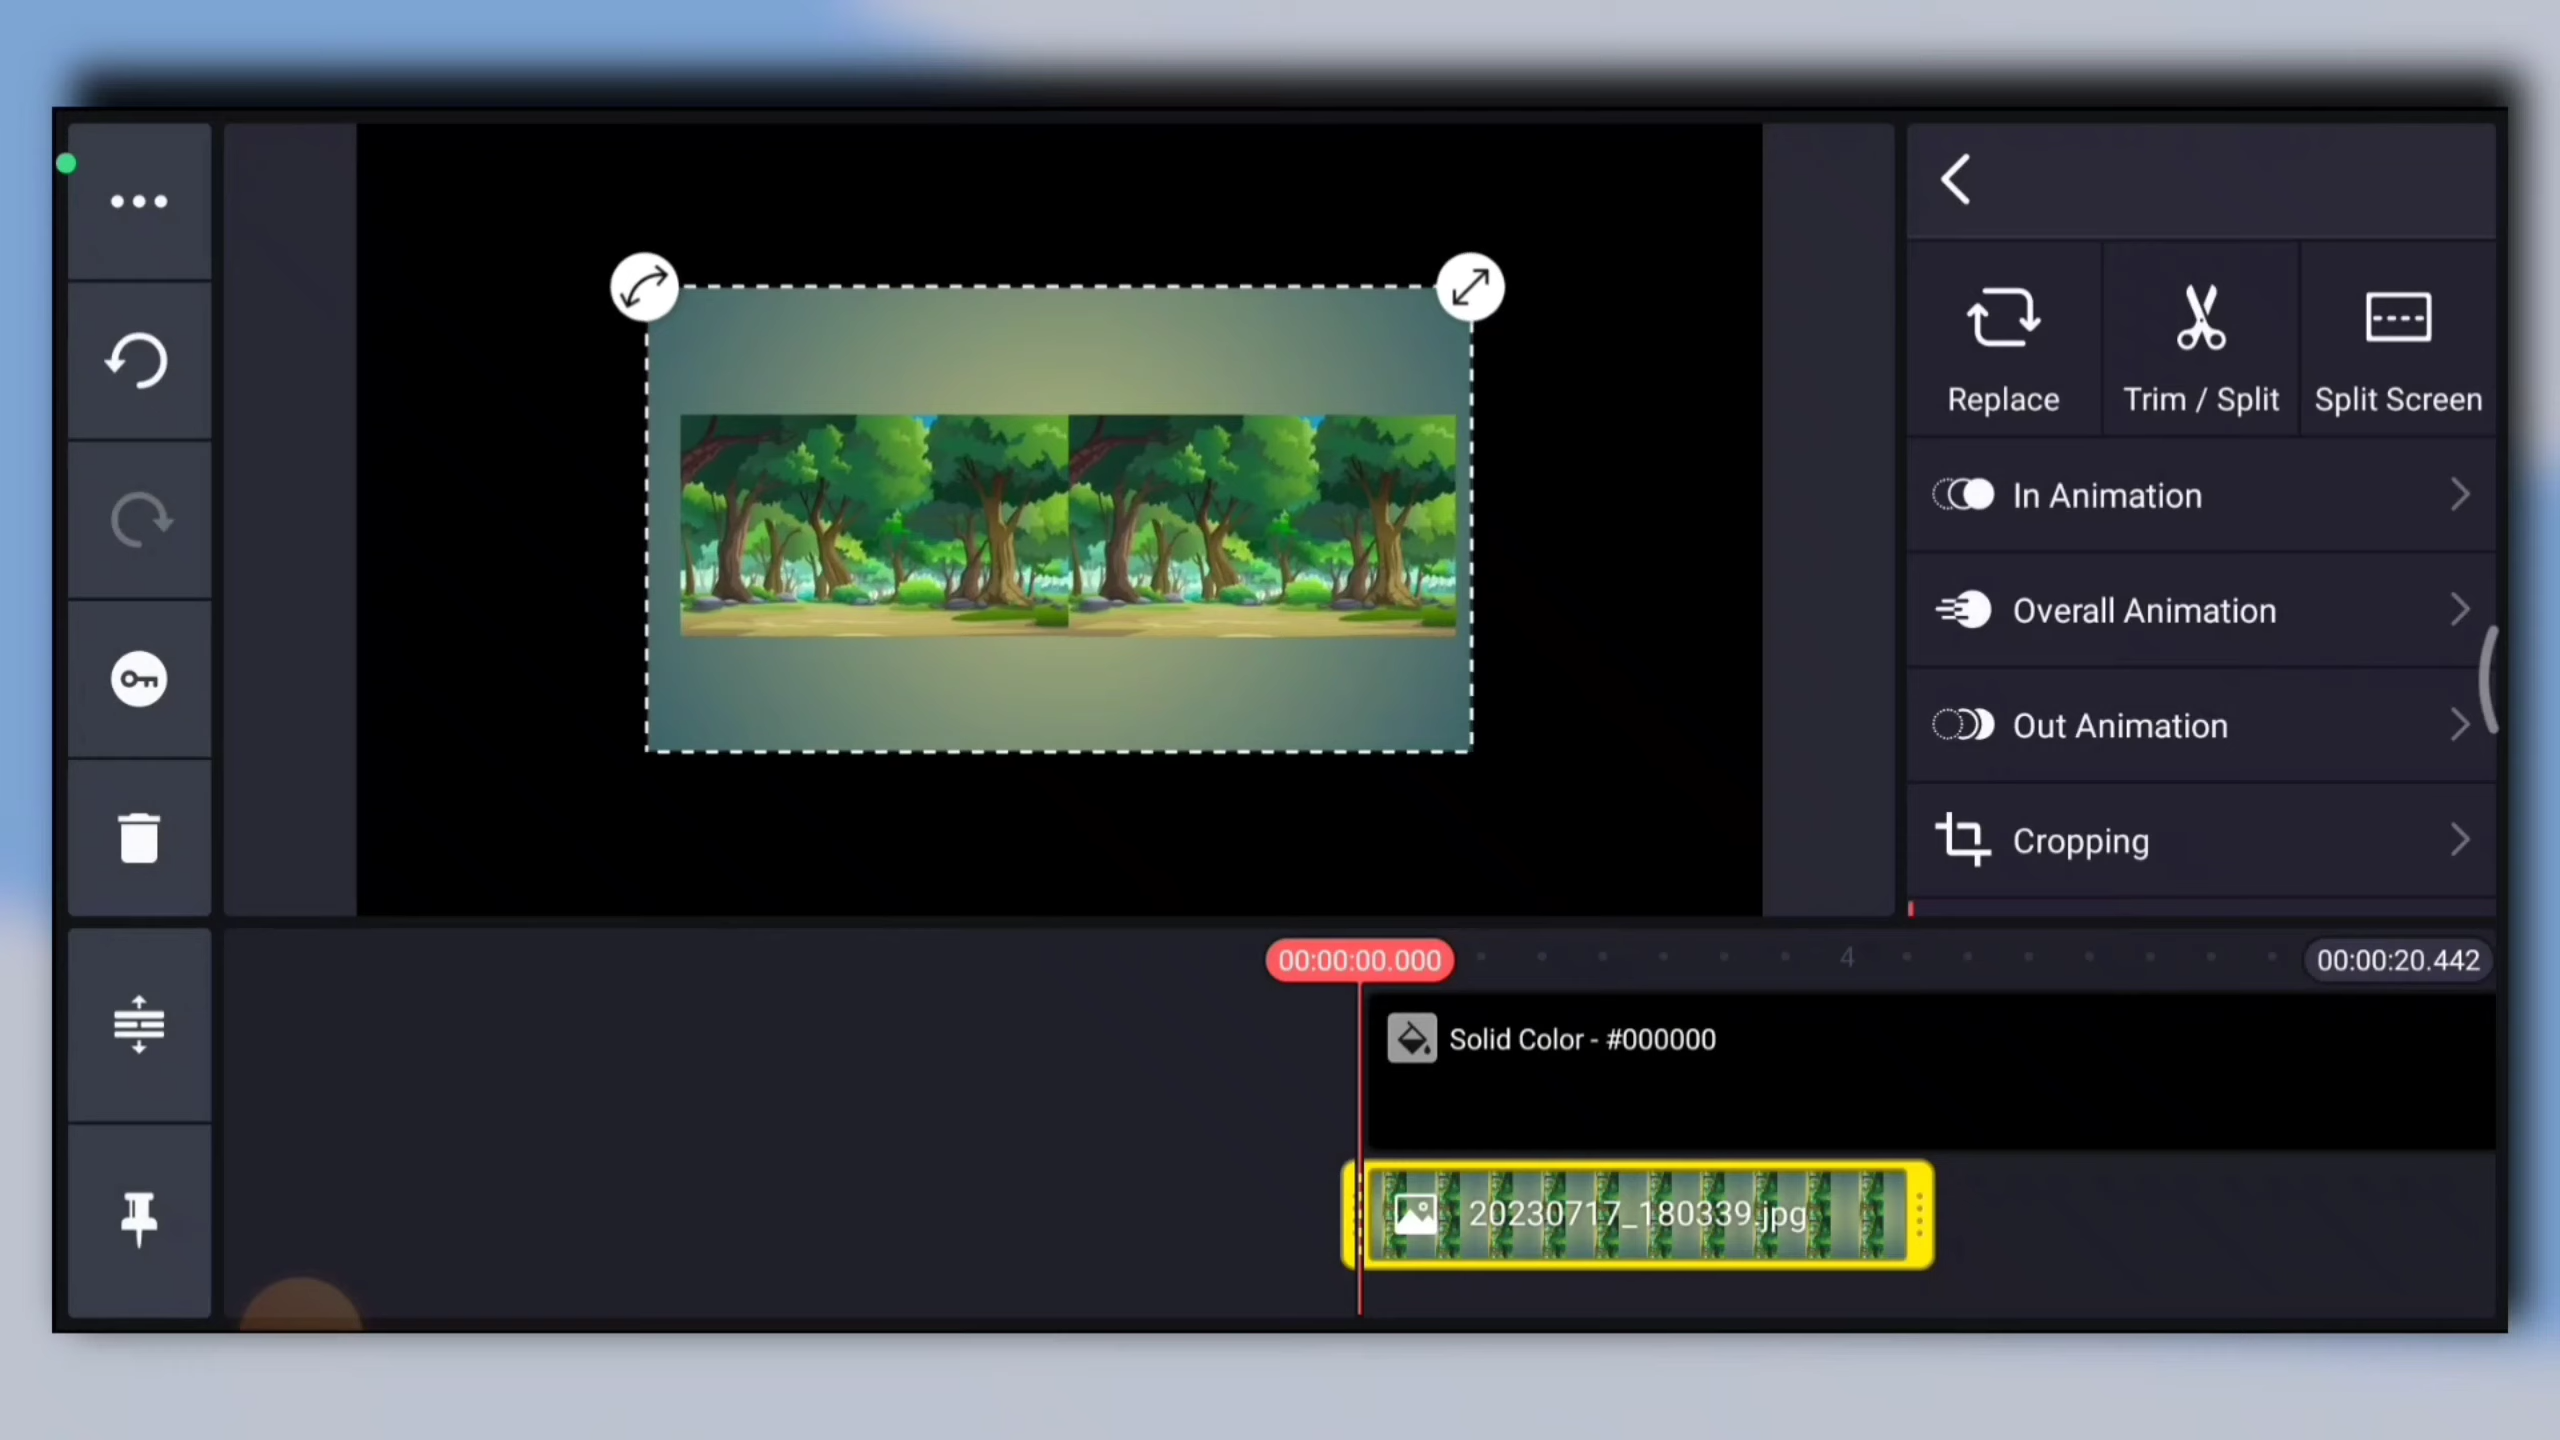 Replace
Trim / Split
Split Screen
In Animation
Overall Animation
Out Animation
Cropping
00:00:00.000
4
00:00:20.442
Solid Color - #000000
20230717_180339.jpg